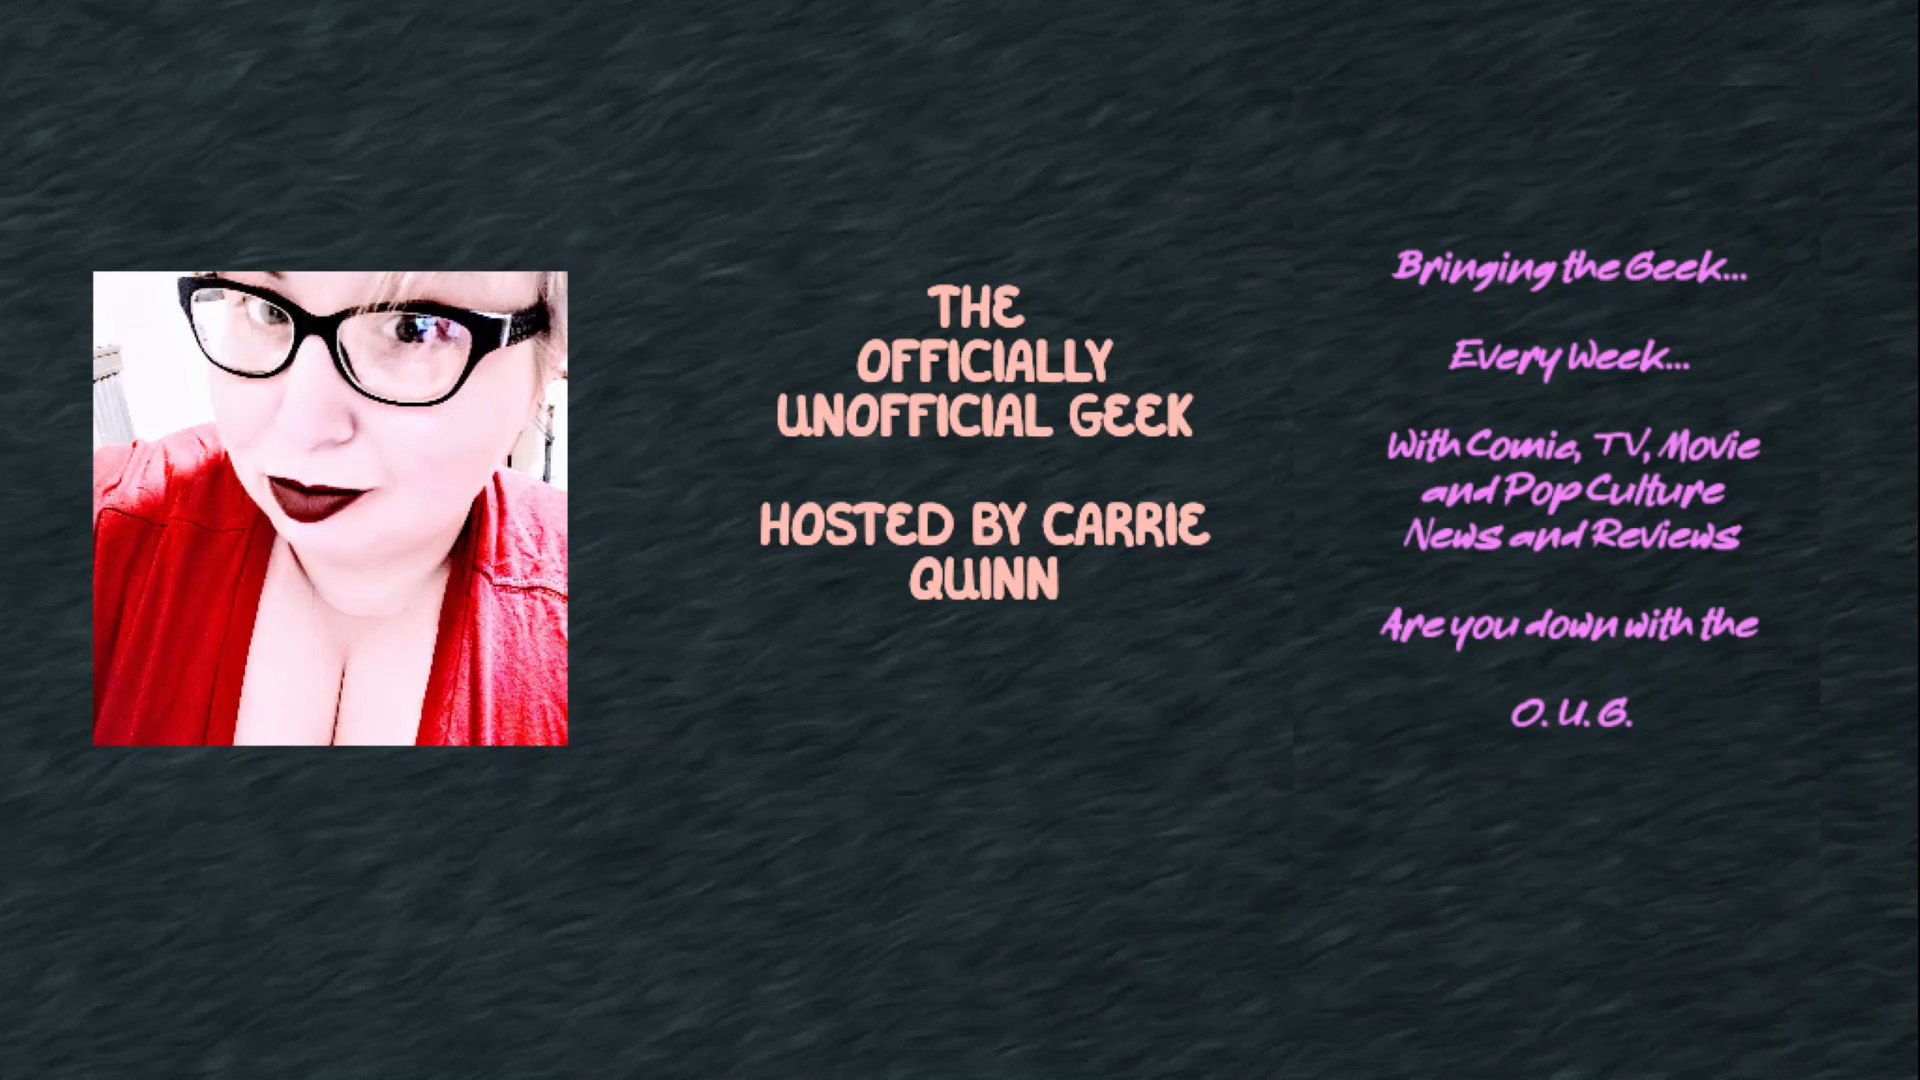 THE
OFFICIALLY
UNOFFICIAL GEEK
HOSTED BY CARRIE
QUINN
Bringing the Geek...
Every Week...
With Comic, TV, Movie
and Pop Culture
News and Reviews
Are you down with the
O. U. G.